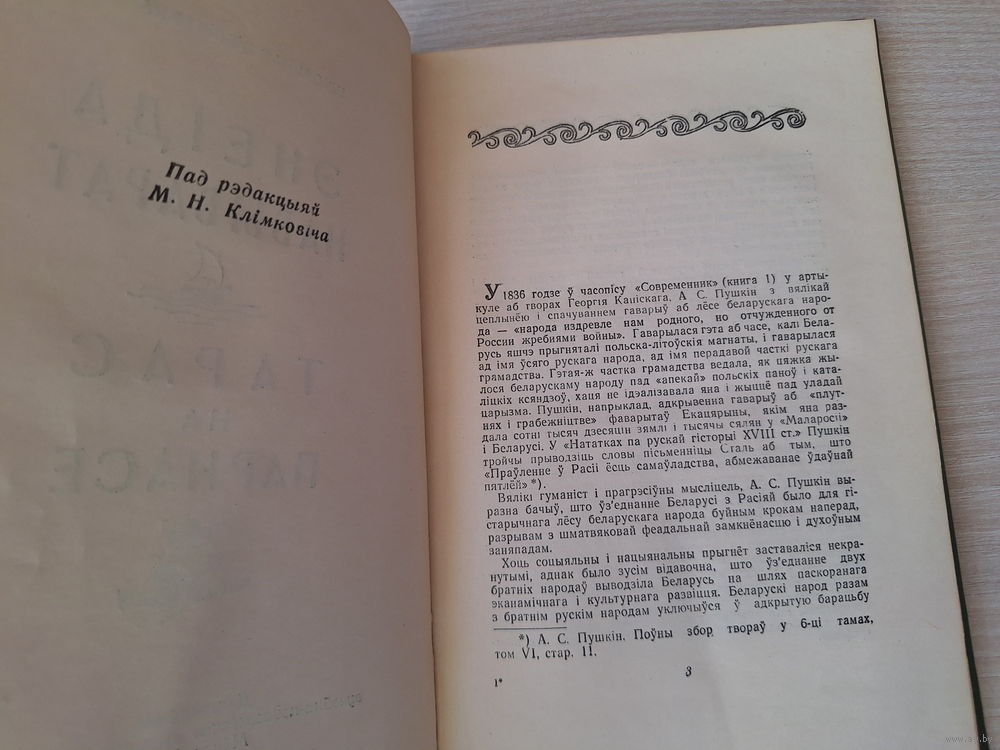 Пад рэдакцыяй
М. Н. Клімковіча
У 1836 годзе ў часопісу «Современник» (книга 1) у арты-
куле аб творах Георгія Каніскага, А. С. Пушкін з вялікай
цеплынёю і спачуваннем гаварыў аб лёсе беларускага наро-
да — «народа издревле нам родного, но отчужденного от
России жребиями войны». Гаварылася гэта аб часе, калі Бела-
русь яшчэ прыгняталі польска-літоўскія магнаты, і гаварылася
ад імя ўсяго рускага народа, ад імя перадавой часткі рускага
грамадства. Гэтая-ж частка грамадства ведала, як цяжка жы-
лося беларускаму народу пад «апекай» польскіх паноў і ката-
ліцкіх ксяндзоў, хаця не ідэалізавала яна і жыццё пад уладай
царызма. Пушкін, напрыклад, адкрывенна гаварыў аб «плут-
нях і грабежніцтве» фаварытаў Екацярыны, якім яна раз-
дала сотні тысяч дзесяцін зямлі і тысячы сялян у «Маларосіі»
і Беларусі. У «Нататках па рускай гісторыі XVIII ст.» Пушкін
тройчы прыводзіць словы пісьменніцы Сталь аб тым, што
«Праўленне ў Расіі ёсць самаўладства, абмежаванае ўдаўнай
пятлёй» *).
Вялікі гуманіст і прагрэсіўны мысліцель, А. С. Пушкін вы-
разна бачыў, што ўз'еднанне Беларусі з Расіяй было для гі-
старычнага лёсу беларускага народа буйным крокам наперад,
разрывам з шматвяковай феадальнай замкнёнасцю і духоўным
заняпадам.
Хоць соцыяльны і нацыянальны прыгнёт заставаліся некра-
нутымі, аднак было зусім відавочна, што ўз'еднанне двух
братніх народаў выводзіла Беларусь на шлях паскоранага
эканамічнага і культурнага развіцця. Беларускі народ разам
з братнім рускім народам уключыўся ў адкрытую барацьбу
*) А. С. Пушкін. Поўны збор твораў у 6-ці тамах,
том VI, стар. 11.
1*
3